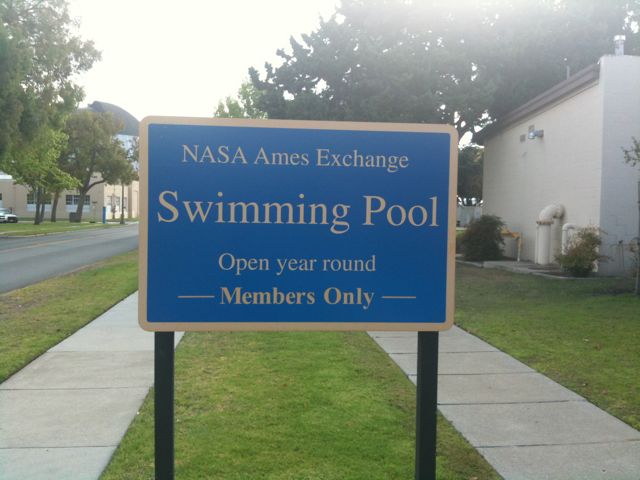 NASA Ames Exchange
Swimming Pool
Open year round
— Members Only —